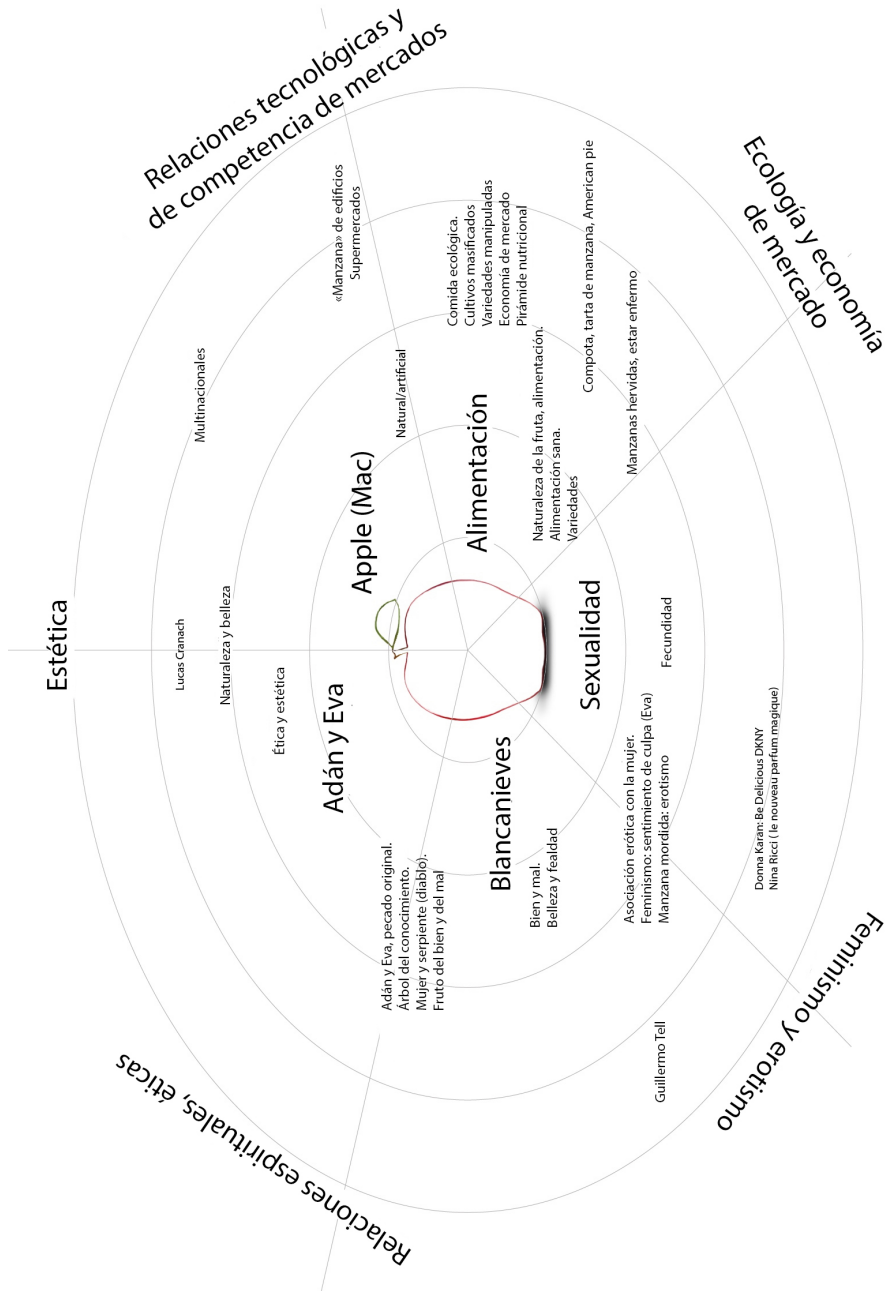 Estética
Relaciones tecnológicas y
de competencia de mercados
Ecología y economía
de mercado
Feminismo y erotismo
Relaciones espirituales, éticas
Lucas Cranach
Naturaleza y belleza
Ética y estética
Adán y Eva
Adán y Eva, pecado original.
Árbol del conocimiento.
Mujer y serpiente (diablo).
Fruto del bien y del mal
Multinacionales
«Manzana» de edificios
Supermercados
Natural/artificial
Apple (Mac)
Alimentación
Comida ecológica.
Cultivos masificados
Variedades manipuladas
Economía de mercado
Pirámide nutricional
Naturaleza de la fruta, alimentación.
Alimentación sana.
Variedades
Compota, tarta de manzana, American pie
Manzanas hervidas, estar enfermo
Sexualidad
Fecundidad
Blancanieves
Bien y mal.
Belleza y fealdad
Asociación erótica con la mujer.
Feminismo: sentimiento de culpa (Eva)
Manzana mordida: erotismo
Donna Karan: Be Delicious DKNY
Nina Ricci ( le nouveau parfum magique)
Guillermo Tell